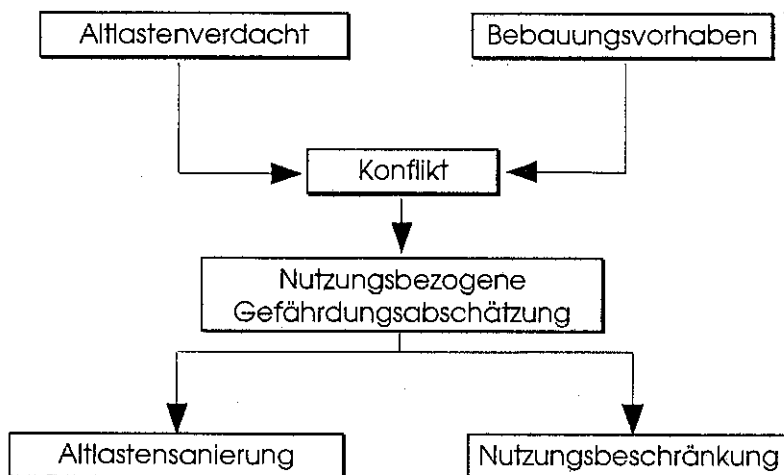 Altlastenverdacht
Bebauungsvorhaben
Konflikt
Nutzungsbezogene
Gefährdungsabschätzung
Altlastensanierung
Nutzungsbeschränkung